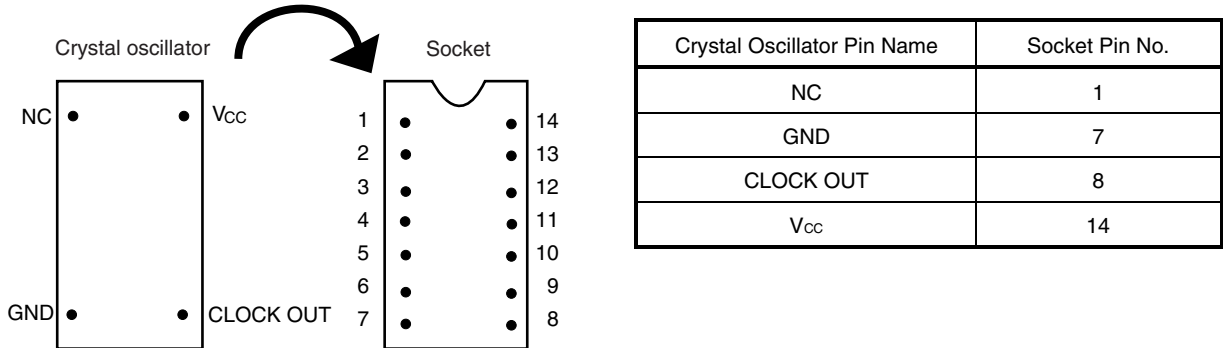 Crystal oscillator
NC
Vcc
GND
CLOCK OUT
Socket
1 14
2 13
3 12
4 11
5 10
6 9
7 8
Crystal Oscillator Pin Name Socket Pin No.
NC 1
GND 7
CLOCK OUT 8
Vcc 14